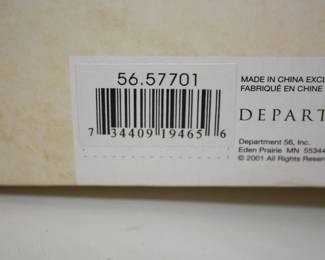 56.57701
7 34409 19465 6
MADE IN CHINA EXCL
FABRIQUÉ EN CHINE
DEPART
Department 56, Inc.
Eden Prairie MN 5534
© 2001 All Rights Rese